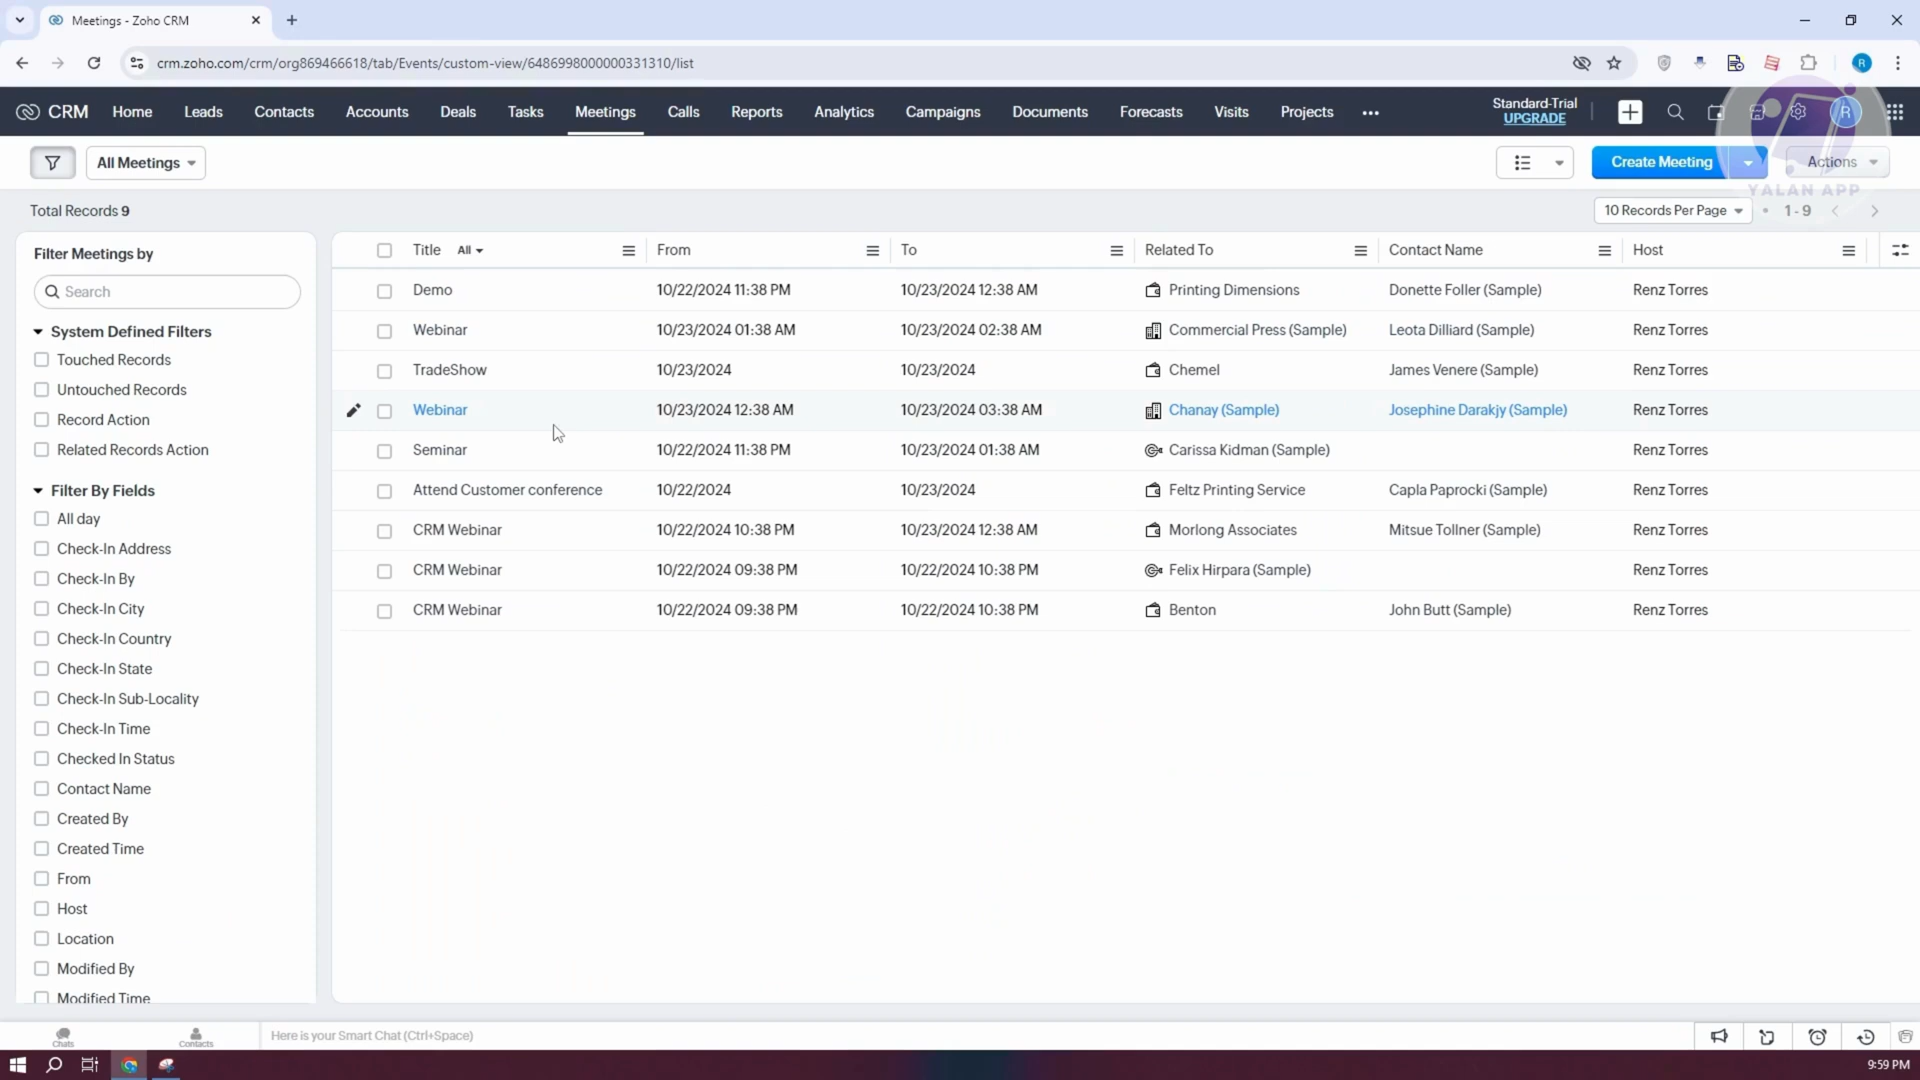 Meetings - Zoho CRM
crm.zoho.com/crm/org869466618/tab/Events/custom-view/6486998000000331310/list
R
CRM Home Leads Contacts Accounts Deals Tasks Meetings Calls Reports Analytics Campaigns Documents Forecasts Visits Projects ••• Standard-Trial
UPGRADE
R
All Meetings
Create Meeting
Actions
YALAN APP
Total Records 9
10 Records Per Page • 1 - 9
Filter Meetings by
Search
System Defined Filters
Touched Records
Untouched Records
Record Action
Related Records Action
Filter By Fields
All day
Check-In Address
Check-In By
Check-In City
Check-In Country
Check-In State
Check-In Sub-Locality
Check-In Time
Checked In Status
Contact Name
Created By
Created Time
From
Host
Location
Modified By
Modified Time
Title All From To Related To Contact Name Host
Demo 10/22/2024 11:38 PM 10/23/2024 12:38 AM Printing Dimensions Donette Foller (Sample) Renz Torres
Webinar 10/23/2024 01:38 AM 10/23/2024 02:38 AM Commercial Press (Sample) Leota Dilliard (Sample) Renz Torres
TradeShow 10/23/2024 10/23/2024 Chemel James Venere (Sample) Renz Torres
Webinar 10/23/2024 12:38 AM 10/23/2024 03:38 AM Chanay (Sample) Josephine Darakjy (Sample) Renz Torres
Seminar 10/22/2024 11:38 PM 10/23/2024 01:38 AM Carissa Kidman (Sample) Renz Torres
Attend Customer conference 10/22/2024 10/23/2024 Feltz Printing Service Capla Paprocki (Sample) Renz Torres
CRM Webinar 10/22/2024 10:38 PM 10/23/2024 12:38 AM Morlong Associates Mitsue Tollner (Sample) Renz Torres
CRM Webinar 10/22/2024 09:38 PM 10/22/2024 10:38 PM Felix Hirpara (Sample) Renz Torres
CRM Webinar 10/22/2024 09:38 PM 10/22/2024 10:38 PM Benton John Butt (Sample) Renz Torres
Chats Contacts Here is your Smart Chat (Ctrl+Space)
9:59 PM